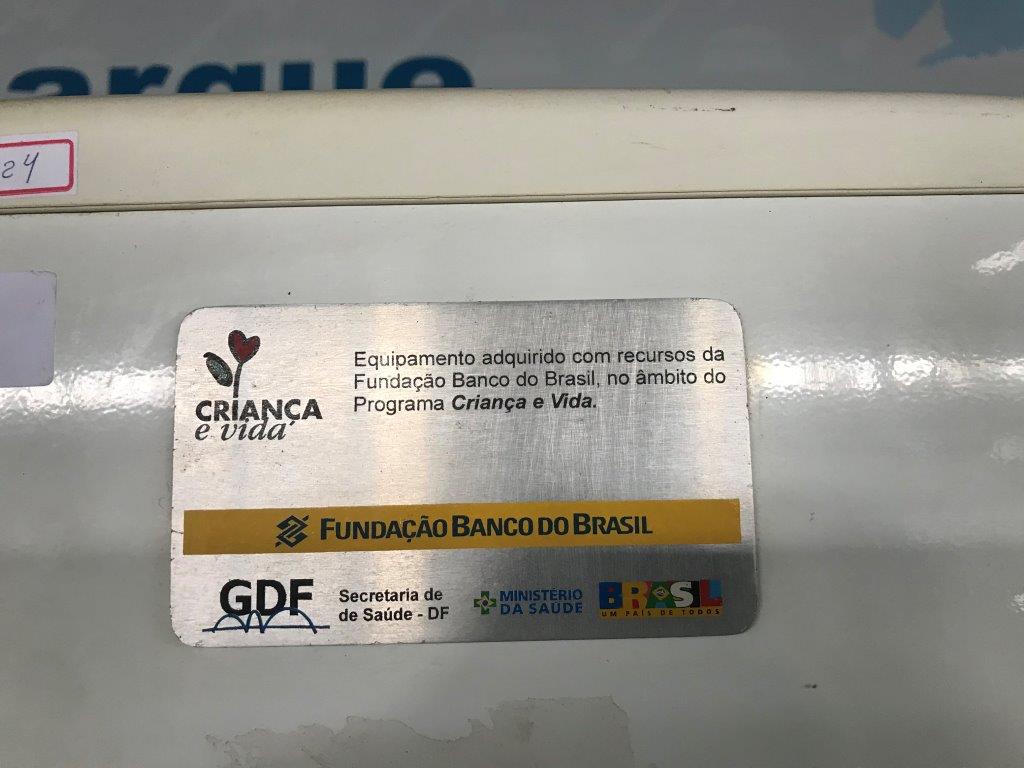 arque
24
CRIANÇA
e vida
Equipamento adquirido com recursos da
Fundação Banco do Brasil, no âmbito do
Programa Criança e Vida.
FUNDAÇÃO BANCO DO BRASIL
GDF
Secretaria de
de Saúde - DF
MINISTÉRIO
DA SAÚDE
BRASIL
UM PAÍS DE TODOS